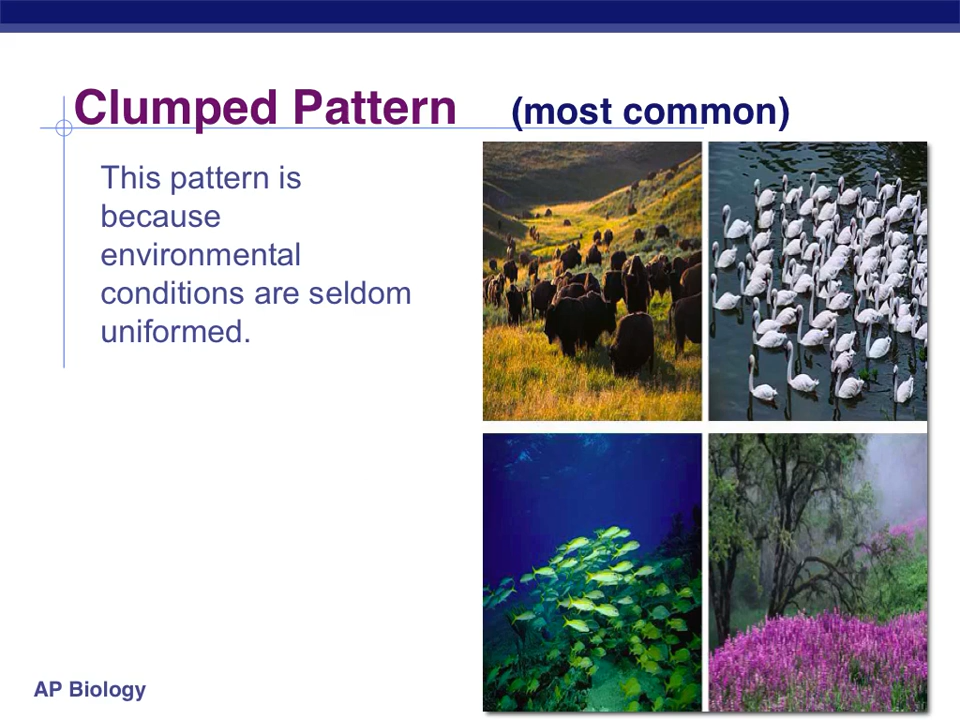 Clumped Pattern (most common)
This pattern is
because
environmental
conditions are seldom
uniformed.
AP Biology